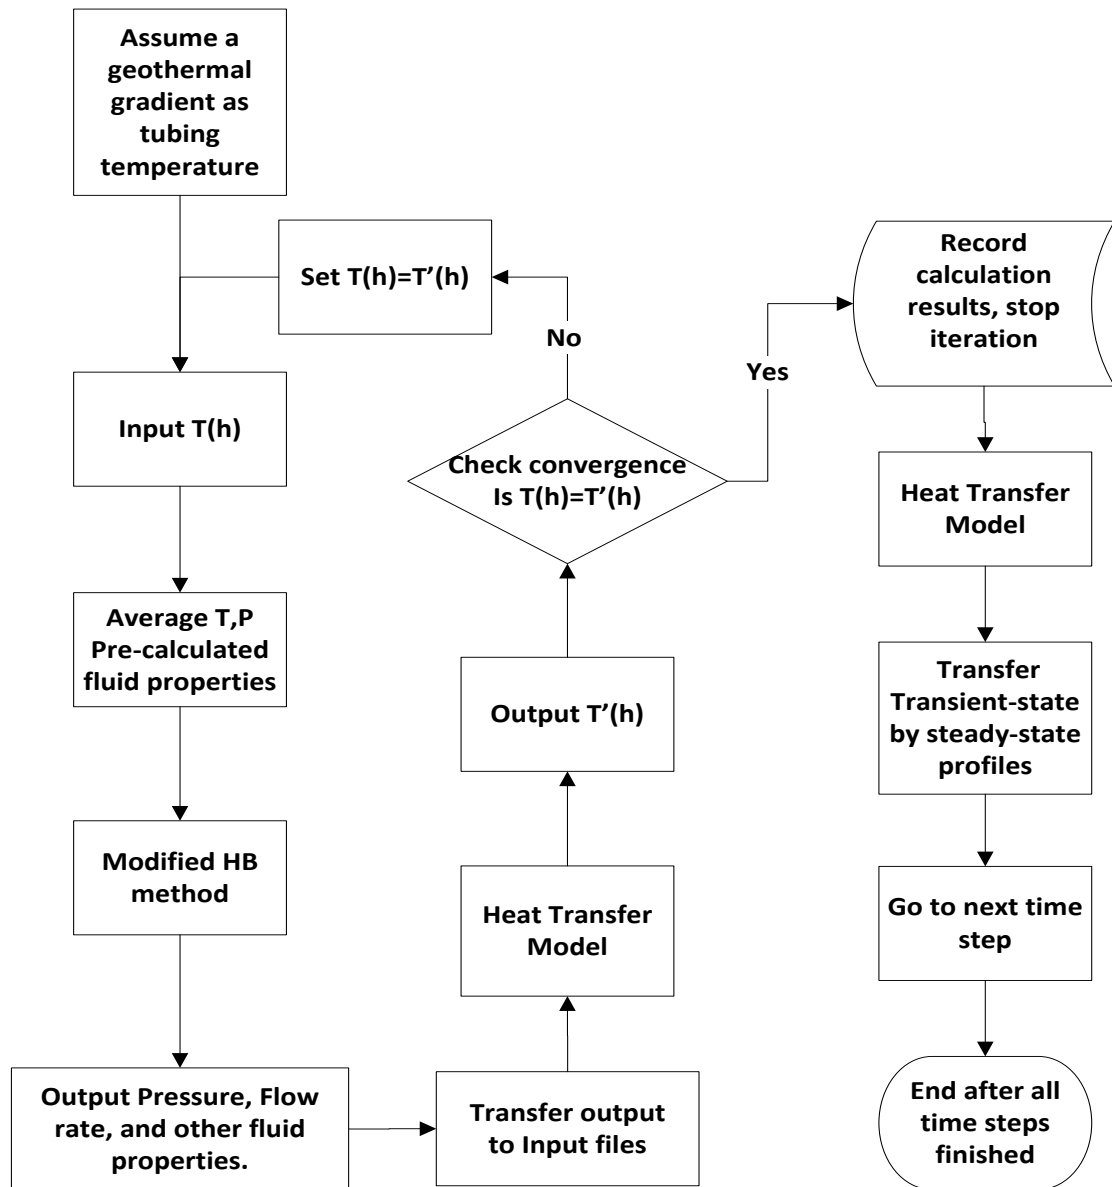 Assume a
geothermal
gradient as
tubing
temperature
Set T(h)=T’(h)
Input T(h)
Average T,P
Pre-calculated
fluid properties
Modified HB
method
Output Pressure, Flow
rate, and other fluid
properties.
Transfer output
to Input files
Heat Transfer
Model
Output T’(h)
Check convergence
Is T(h)=T’(h)
No
Yes
Record
calculation
results, stop
iteration
Heat Transfer
Model
Transfer
Transient-state
by steady-state
profiles
Go to next time
step
End after all
time steps
finished